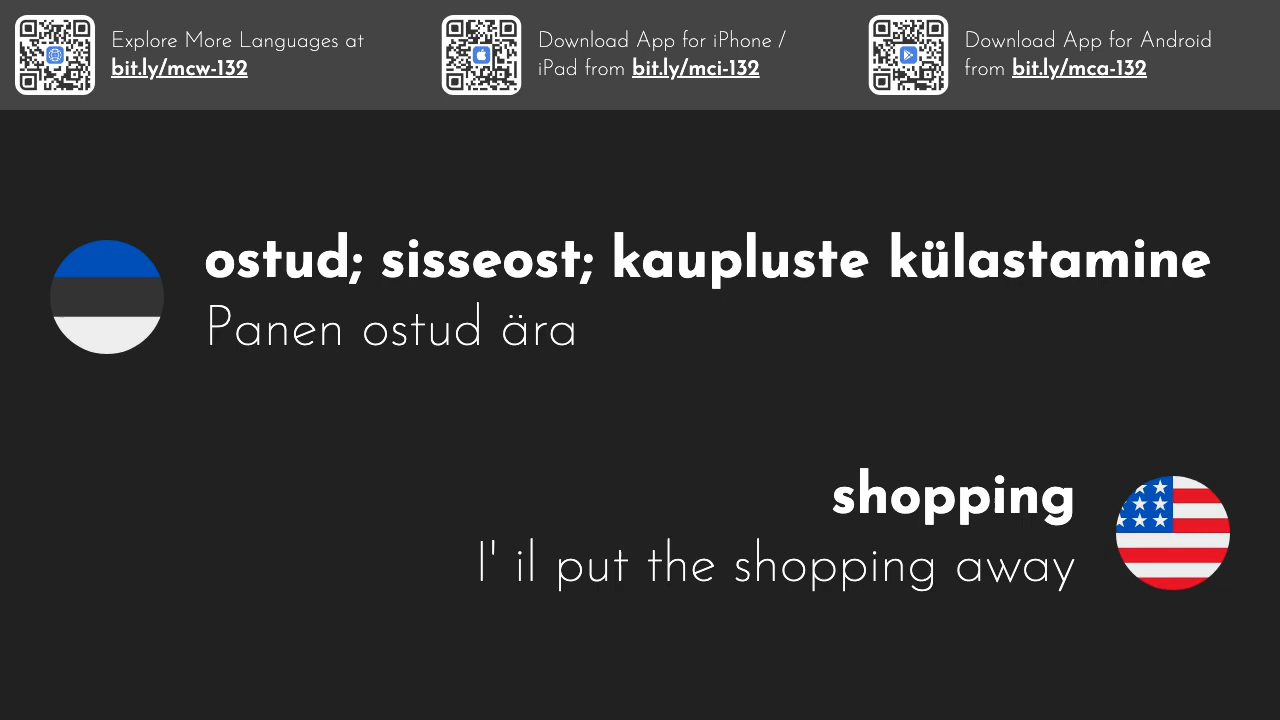 Explore More Languages at
bit.ly/mcw-132
Download App for iPhone /
iPad from bit.ly/mci-132
Download App for Android
from bit.ly/mca-132
ostud; sisseost; kaupluste külastamine
Panen ostud ära
shopping
I' il put the shopping away